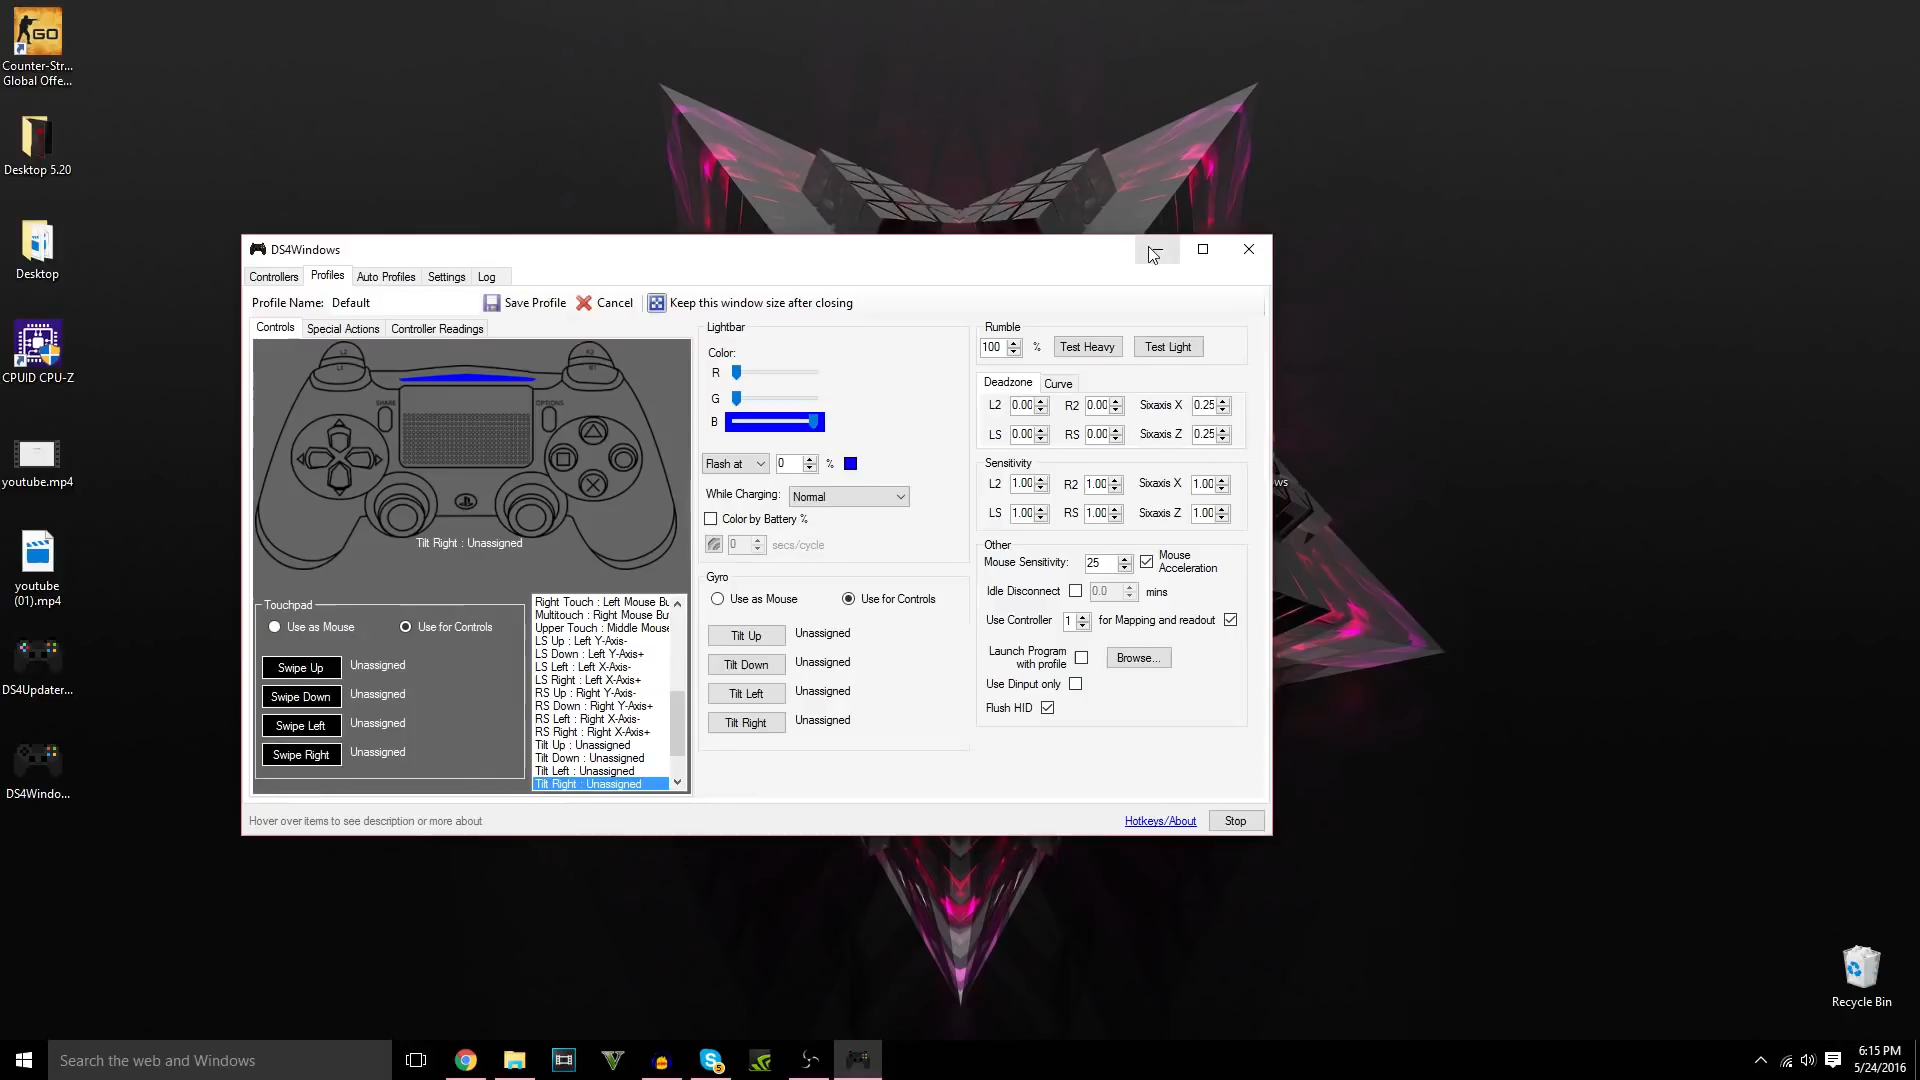 GO
Counter-Str...
Global Offe...
Desktop 5.20
Desktop
CPUID CPU-Z
youtube.mp4
youtube
(01).mp4
DS4Updater...
DS4Windo...
DS4Windows
Controllers
Profiles
Auto Profiles
Settings
Log
Profile Name: Default
Save Profile
Cancel
Keep this window size after closing
Controls
Special Actions
Controller Readings
L2
L1
R2
R1
SHARE
OPTIONS
Tilt Right : Unassigned
Touchpad
Use as Mouse
Use for Controls
Swipe Up Unassigned
Swipe Down Unassigned
Swipe Left Unassigned
Swipe Right Unassigned
Right Touch : Left Mouse Bu
Multitouch : Right Mouse Bu
Upper Touch : Middle Mouse
LS Up : Left Y-Axis-
LS Down : Left Y-Axis+
LS Left : Left X-Axis-
LS Right : Left X-Axis+
RS Up : Right Y-Axis-
RS Down : Right Y-Axis+
RS Left : Right X-Axis-
RS Right : Right X-Axis+
Tilt Up : Unassigned
Tilt Down : Unassigned
Tilt Left : Unassigned
Tilt Right : Unassigned
Lightbar
Color:
R
G
B
Flash at 0 %
While Charging: Normal
Color by Battery %
0 secs/cycle
Gyro
Use as Mouse
Use for Controls
Tilt Up Unassigned
Tilt Down Unassigned
Tilt Left Unassigned
Tilt Right Unassigned
Rumble
100 % Test Heavy Test Light
Deadzone Curve
L2 0.00 R2 0.00 Sixaxis X 0.25
LS 0.00 RS 0.00 Sixaxis Z 0.25
Sensitivity
L2 1.00 R2 1.00 Sixaxis X 1.00
LS 1.00 RS 1.00 Sixaxis Z 1.00
Other
Mouse Sensitivity: 25
Mouse
Acceleration
Idle Disconnect 0.0 mins
Use Controller 1 for Mapping and readout
Launch Program
with profile
Browse...
Use Dinput only
Flush HID
Hover over items to see description or more about
Hotkeys/About
Stop
ws
Recycle Bin
Search the web and Windows
5
6:15 PM
5/24/2016